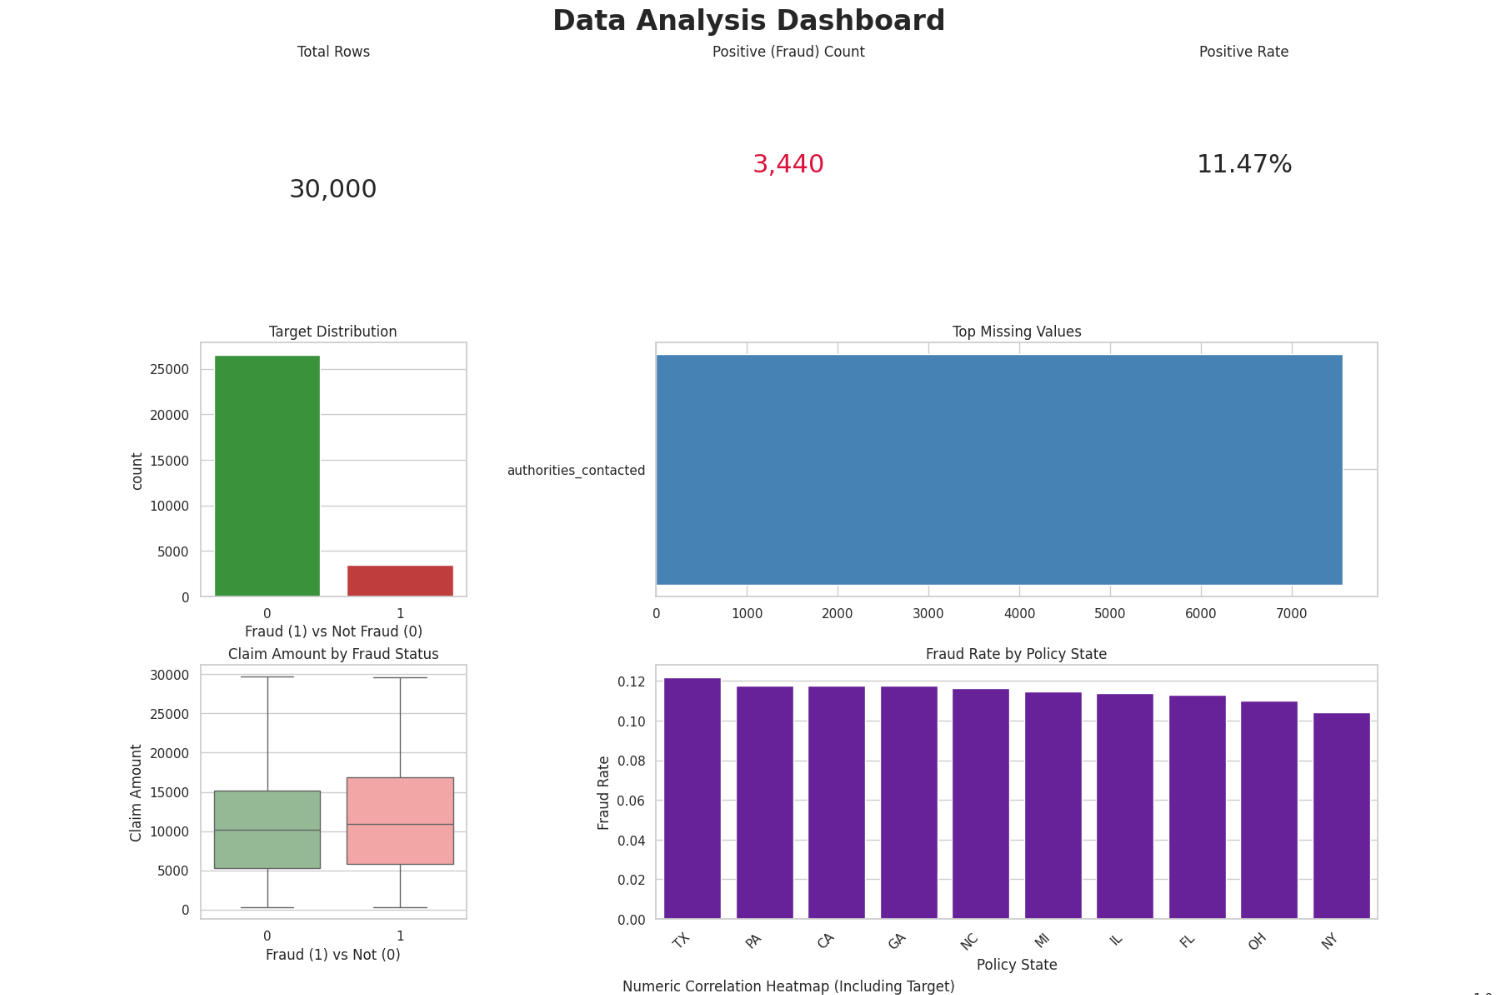 Data Analysis Dashboard
Total Rows
Positive (Fraud) Count
Positive Rate
30,000
3,440
11.47%
Target Distribution
count
25000
20000
15000
10000
5000
0
0 1
Fraud (1) vs Not Fraud (0)
Top Missing Values
authorities_contacted
0 1000 2000 3000 4000 5000 6000 7000
Claim Amount by Fraud Status
Claim Amount
30000
25000
20000
15000
10000
5000
0
0 1
Fraud (1) vs Not (0)
Fraud Rate by Policy State
Fraud Rate
0.12
0.10
0.08
0.06
0.04
0.02
0.00
TX PA CA GA NC MI IL FL OH NY
Policy State
Numeric Correlation Heatmap (Including Target)